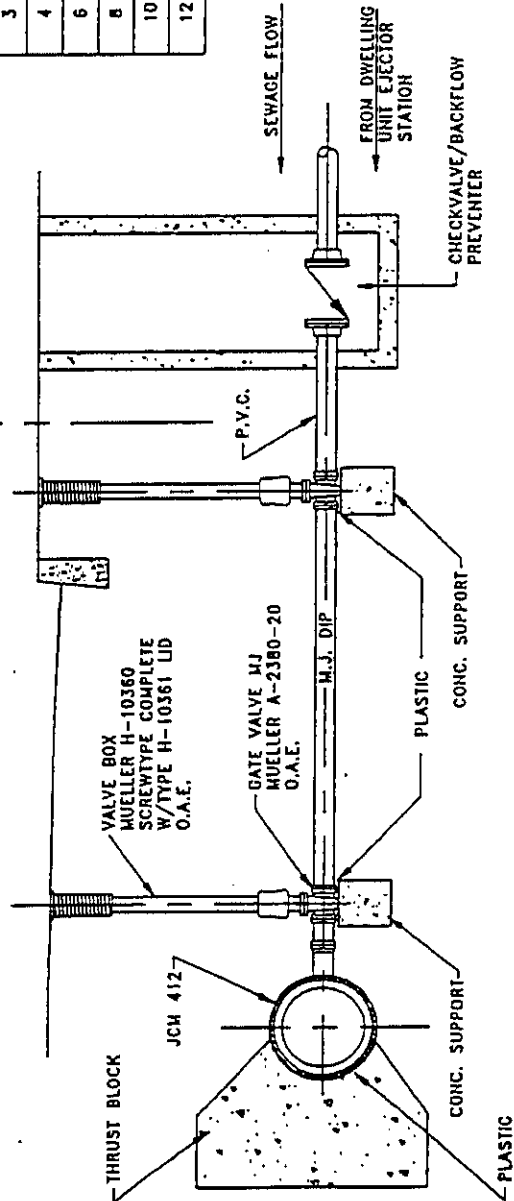 3
4
6
8
10
12
SEWAGE FLOW
FROM DWELLING
UNIT EJECTOR
STATION
CHECKVALVE/BACKFLOW
PREVENTER
P.V.C.
VALVE BOX
MUELLER H-10360
SCREWTYPE COMPLETE
W/TYPE H-10361 LID
O.A.E.
GATE VALVE MJ
MUELLER A-2380-20
O.A.E.
M.J. DIP
PLASTIC
CONC. SUPPORT
JCM 412
THRUST BLOCK
CONC. SUPPORT
PLASTIC